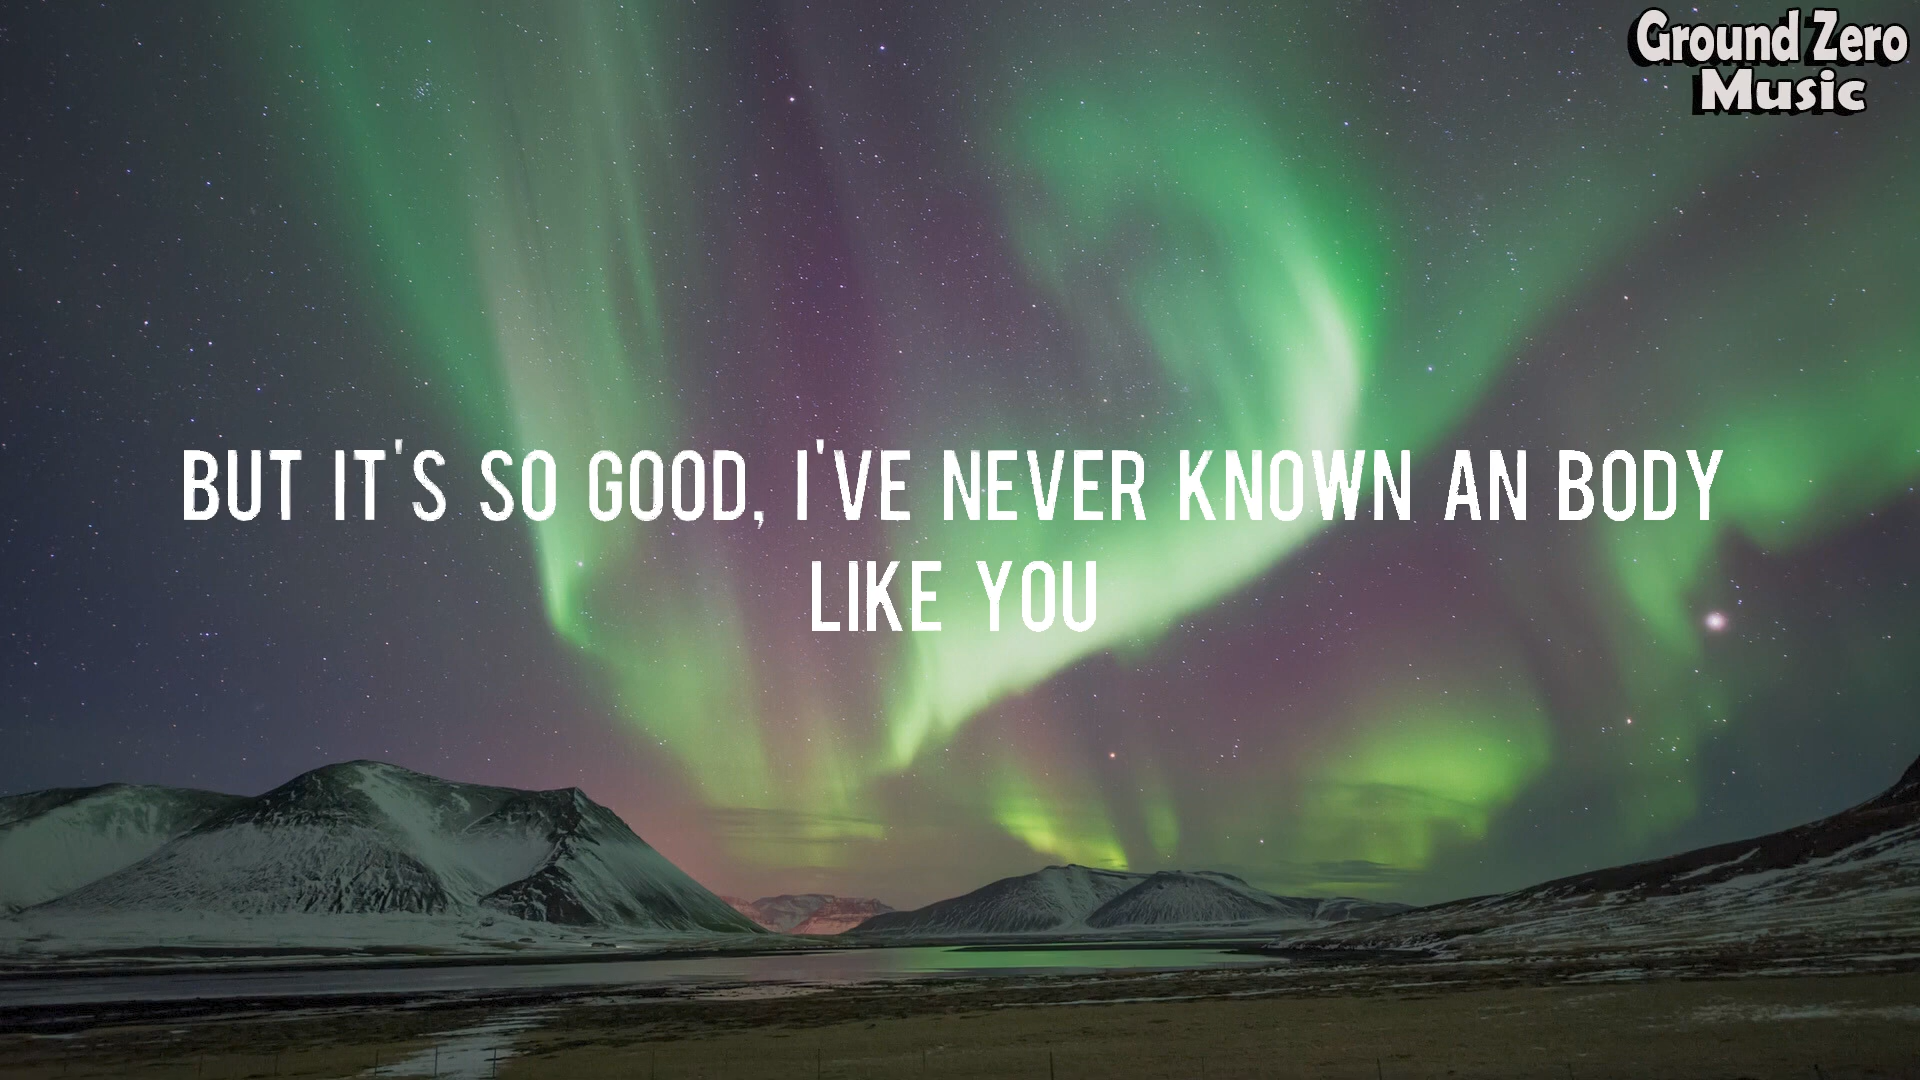 Ground Zero
Music
BUT IT'S SO GOOD, I'VE NEVER KNOWN AN BODY
LIKE YOU